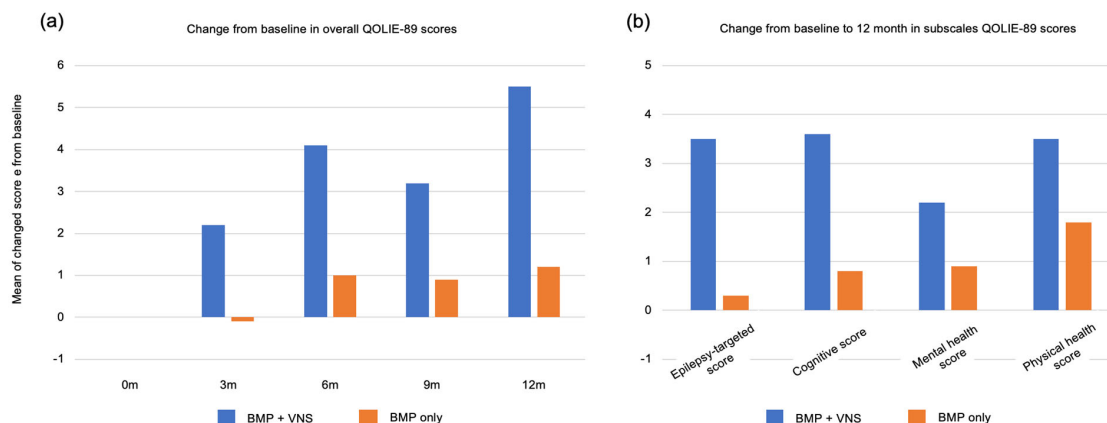 (a)
Change from baseline in overall QOLIE-89 scores
Mean of changed score e from baseline
6
5
4
3
2
1
0
-1
0m
3m
6m
9m
12m
BMP + VNS
BMP only
(b)
Change from baseline to 12 month in subscales QOLIE-89 scores
5
4
3
2
1
0
-1
Epilepsy-targeted
score
Cognitive score
Mental health
score
Physical health
score
BMP + VNS
BMP only